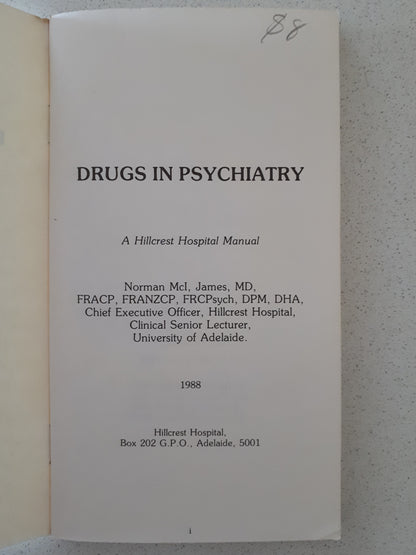 $8
DRUGS IN PSYCHIATRY
A Hillcrest Hospital Manual
Norman McI, James, MD,
FRACP, FRANZCP, FRCPsych, DPM, DHA,
Chief Executive Officer, Hillcrest Hospital,
Clinical Senior Lecturer,
University of Adelaide.
1988
Hillcrest Hospital,
Box 202 G.P.O., Adelaide, 5001
i